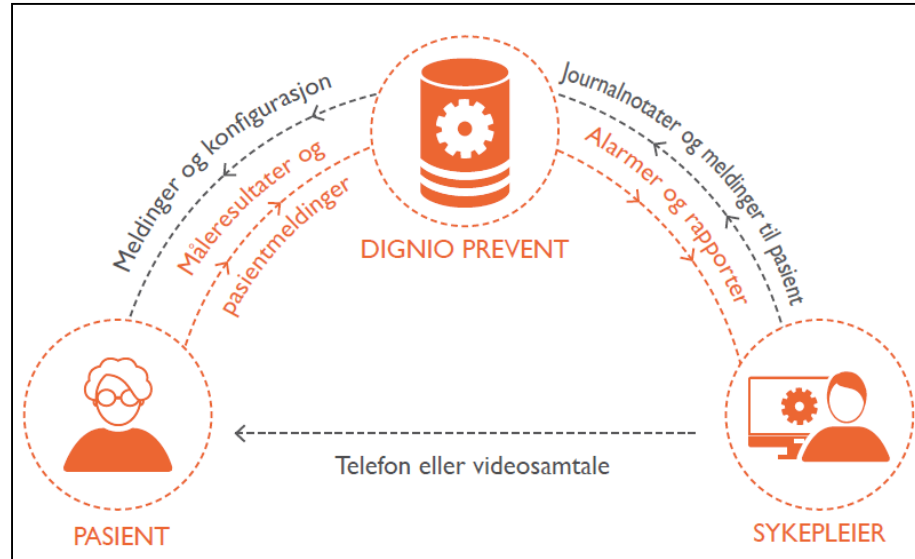 Meldinger og konfigurasjon
Måleresultater og
pasientmeldinger
DIGNIO PREVENT
Journalnotater og meldinger til pasient
Alarmer og rapporter
Telefon eller videosamtale
PASIENT
SYKEPLEIER